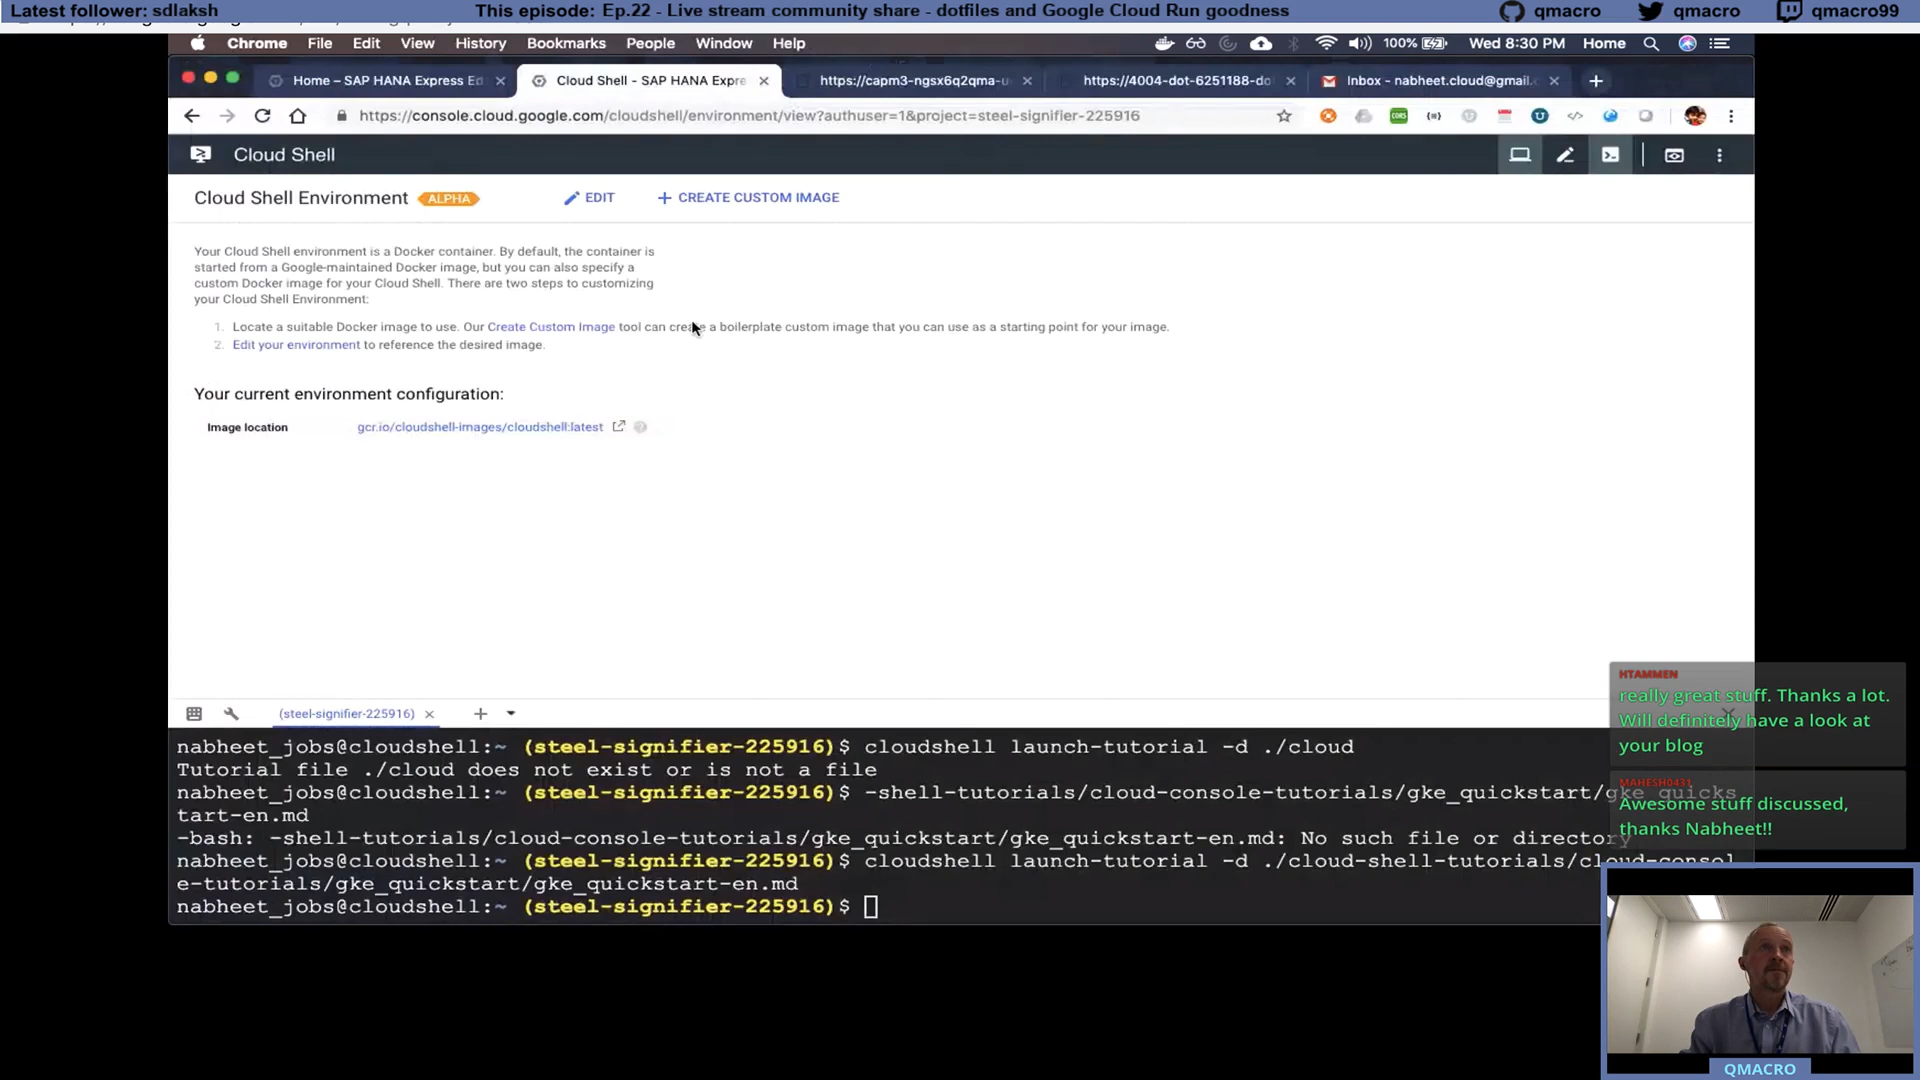 Latest follower: sdlaksh
This episode: Ep.22 - Live stream community share - dotfiles and Google Cloud Run goodness
qmacro
qmacro
qmacro99
Chrome File Edit View History Bookmarks People Window Help
100%
Wed 8:30 PM Home
Home – SAP HANA Express Ed
Cloud Shell - SAP HANA Expre
https://capm3-ngsx6q2qma-u
https://4004-dot-6251188-do
Inbox - nabheet.cloud@gmail.
https://console.cloud.google.com/cloudshell/environment/view?authuser=1&project=steel-signifier-225916
CORS
Cloud Shell
Cloud Shell Environment ALPHA EDIT + CREATE CUSTOM IMAGE
Your Cloud Shell environment is a Docker container. By default, the container is
started from a Google-maintained Docker image, but you can also specify a
custom Docker image for your Cloud Shell. There are two steps to customizing
your Cloud Shell Environment:
1. Locate a suitable Docker image to use. Our Create Custom Image tool can create a boilerplate custom image that you can use as a starting point for your image.
2. Edit your environment to reference the desired image.
Your current environment configuration:
Image location gcr.io/cloudshell-images/cloudshell:latest
(steel-signifier-225916)
nabheet_jobs@cloudshell:~ (steel-signifier-225916)$ cloudshell launch-tutorial -d ./cloud
Tutorial file ./cloud does not exist or is not a file
nabheet_jobs@cloudshell:~ (steel-signifier-225916)$ -shell-tutorials/cloud-console-tutorials/gke_quickstart/gke_quicks
tart-en.md
-bash: -shell-tutorials/cloud-console-tutorials/gke_quickstart/gke_quickstart-en.md: No such file or directory
nabheet_jobs@cloudshell:~ (steel-signifier-225916)$ cloudshell launch-tutorial -d ./cloud-shell-tutorials/cloud-consol
e-tutorials/gke_quickstart/gke_quickstart-en.md
nabheet_jobs@cloudshell:~ (steel-signifier-225916)$
HTAMMEN
really great stuff. Thanks a lot.
Will definitely have a look at
your blog
MAHESH0431
Awesome stuff discussed,
thanks Nabheet!!
QMACRO